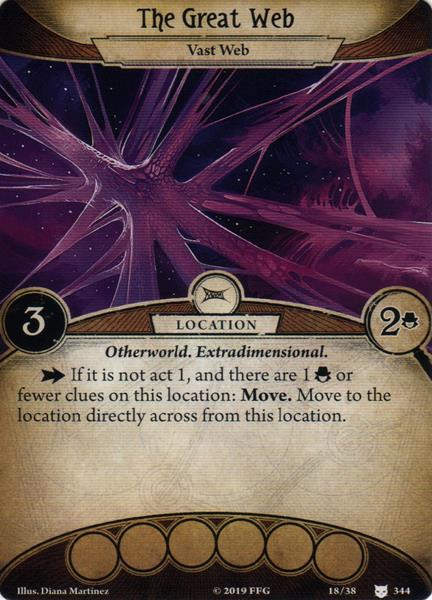 The Great Web
Vast Web
3
LOCATION
2
Otherworld. Extradimensional.
If it is not act 1, and there are 1 or
fewer clues on this location: Move. Move to the
location directly across from this location.
Illus. Diana Martinez © 2019 FFG 18/38 344